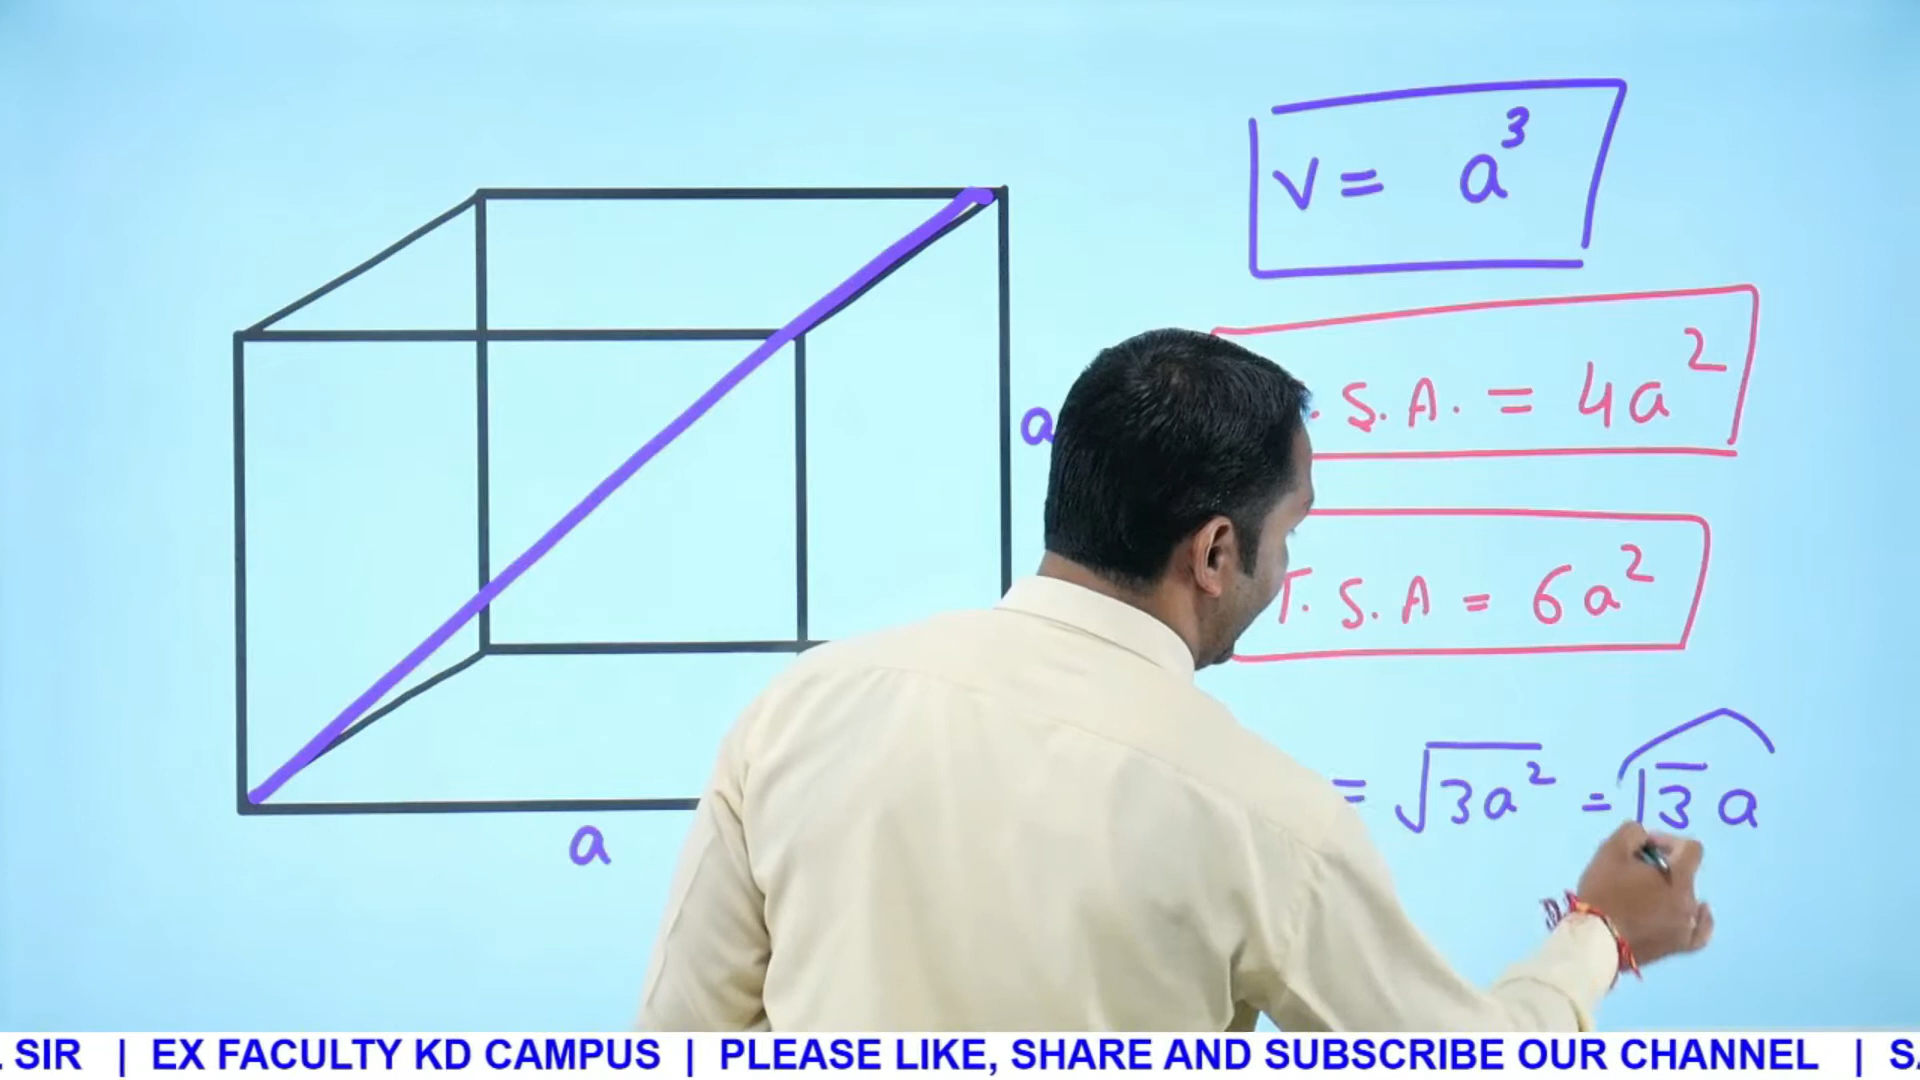 V = a³
. S. A. = 4a²
a
T. S. A = 6a²
= √3a² = √3 a
a
SIR | EX FACULTY KD CAMPUS | PLEASE LIKE, SHARE AND SUBSCRIBE OUR CHANNEL |